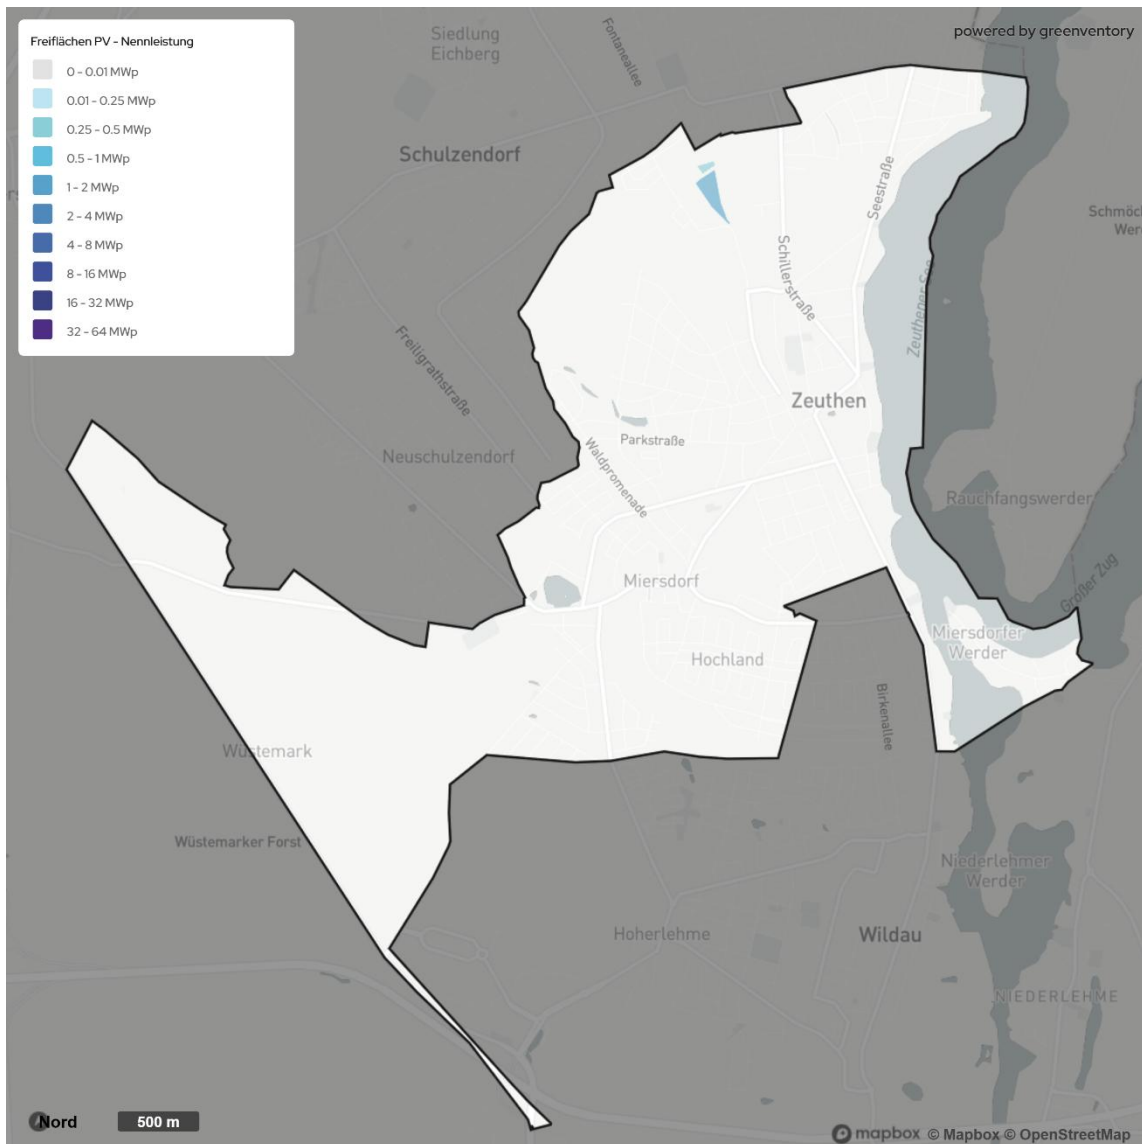 Freiflächen PV - Nennleistung
0 - 0.01 MWp
0.01 - 0.25 MWp
0.25 - 0.5 MWp
0.5 - 1 MWp
1 - 2 MWp
2 - 4 MWp
4 - 8 MWp
8 - 16 MWp
16 - 32 MWp
32 - 64 MWp
powered by greenventory
Siedlung
Eichberg
Fontaneallee
Schulzendorf
Seestraße
Schillerstraße
Zeuthener See
Freiligrathstraße
Zeuthen
Parkstraße
Waldpromenade
Neuschulzendorf
Rauchfangswerder
Miersdorf
Großer Zug
Miersdorfer
Werder
Hochland
Birkenallee
Wüstemark
Wüstemarker Forst
Niederlehmer
Werder
Hoherlehme
Wildau
NIEDERLEHME
Nord
500 m
mapbox © Mapbox © OpenStreetMap